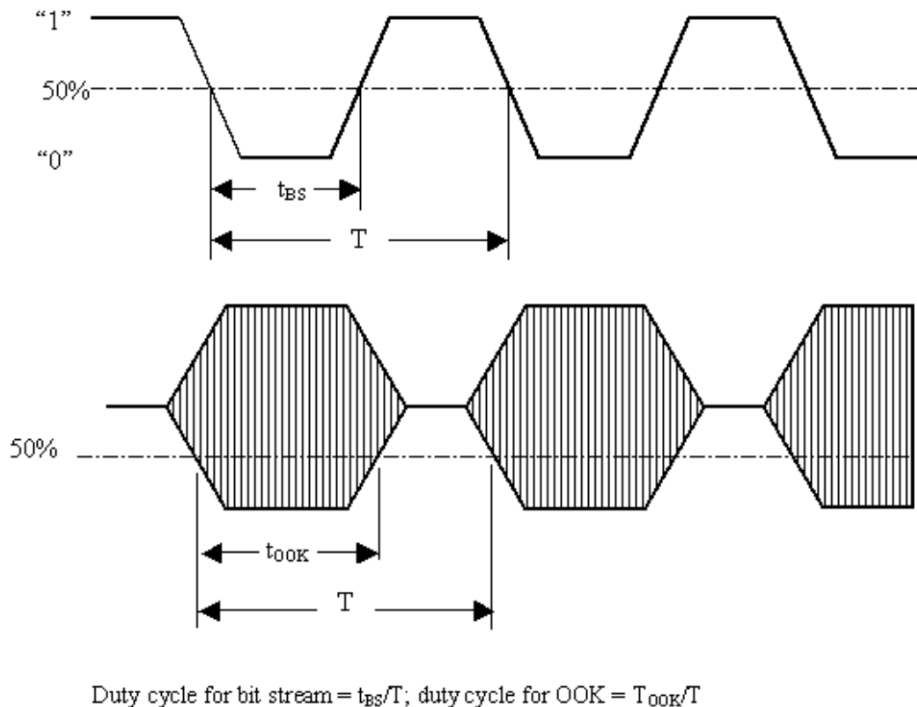 “1”
50%
“0”
tBS
T
50%
tOOK
T
Duty cycle for bit stream = tBS/T; duty cycle for OOK = TOOK/T